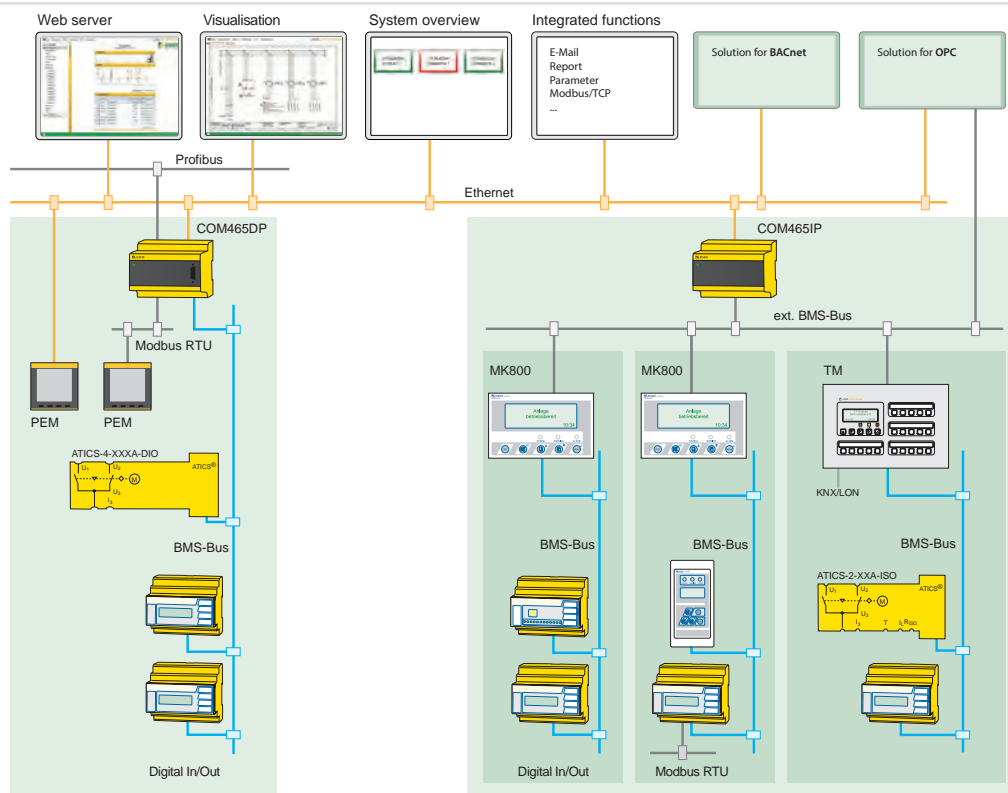 Web server
Visualisation
System overview
Integrated functions
E-Mail
Report
Parameter
Modbus/TCP
...
Solution for BACnet
Solution for OPC
Profibus
Ethernet
COM465DP
COM465IP
ext. BMS-Bus
Modbus RTU
PEM
PEM
MK800
MK800
TM
Anlage
betriebsbereit
10:34
Anlage
betriebsbereit
10:34
KNX/LON
ATICS-4-XXXA-DIO
U1
U2
ATICS®
M
U3
I3
BMS-Bus
BMS-Bus
BMS-Bus
BMS-Bus
ATICS-2-XXA-ISO
U1
U2
ATICS®
M
U3
I3
T
IL
RISO
Digital In/Out
Digital In/Out
Modbus RTU